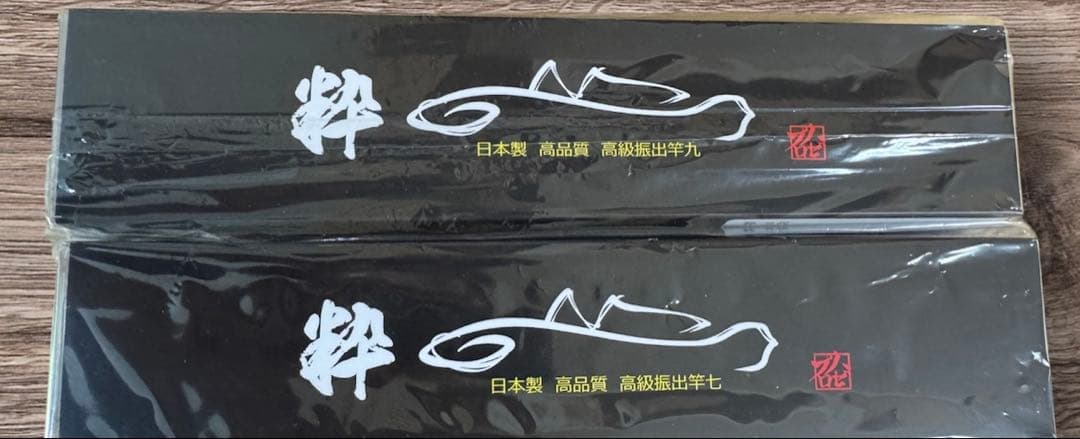 粋
日本製 高品質 高級振出竿九
粋
日本製 高品質 高級振出竿七